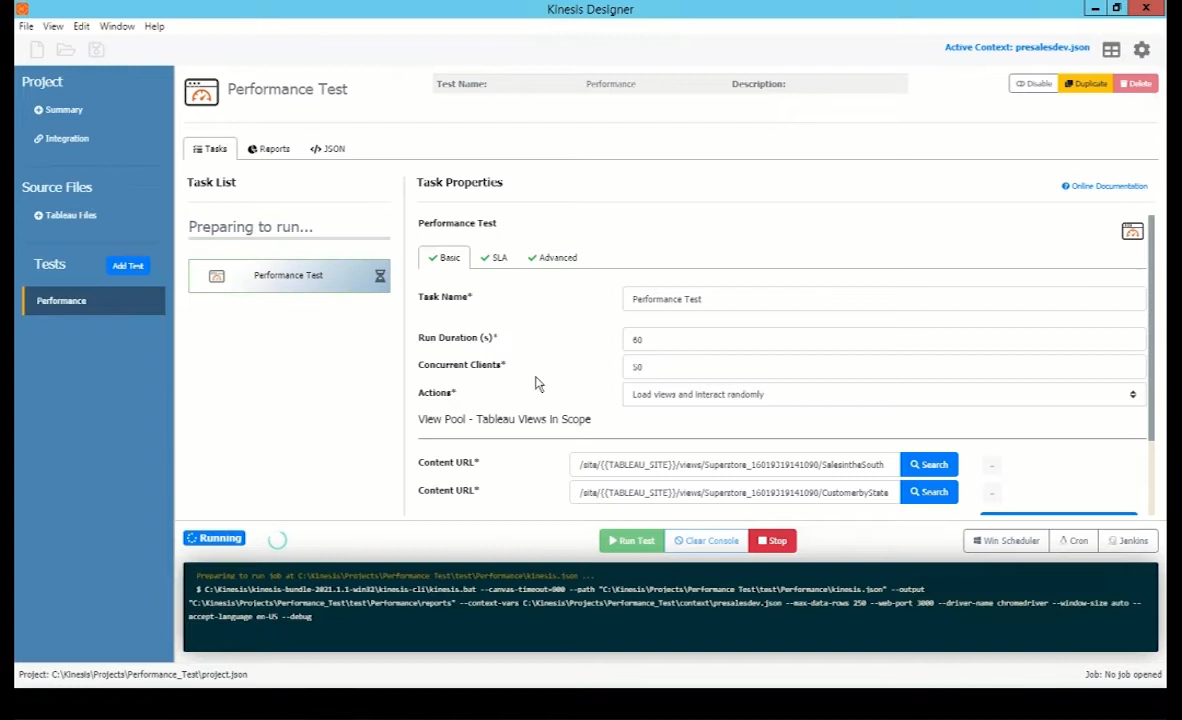 Kinesis Designer
File View Edit Window Help
Active Context: presalesdev.json
Project
Summary
Integration
Source Files
Tableau Files
Tests Add Test
Performance
Performance Test
Test Name: Performance Description:
Disable Duplicate Delete
Tasks Reports </> JSON
Task List
Preparing to run...
Performance Test
Task Properties
Online Documentation
Performance Test
Basic SLA Advanced
Task Name* Performance Test
Run Duration (s)* 60
Concurrent Clients* 50
Actions* Load views and interact randomly
View Pool - Tableau Views In Scope
Content URL* /site/{{TABLEAU_SITE}}/views/Superstore_16019319141090/SalesintheSouth Search -
Content URL* /site/{{TABLEAU_SITE}}/views/Superstore_16019319141090/CustomerbyState Search -
Running Run Test Clear Console Stop Win Scheduler Cron Jenkins
Preparing to run job at C:\Kinesis\Projects\Performance Test\test\Performance\kinesis.json ...
$ C:\Kinesis\kinesis-bundle-2021.1.1-win32\kinesis-cli\kinesis.bat --canvas-timeout=900 --path "C:\Kinesis\Projects\Performance Test\test\Performance\kinesis.json" --output
"C:\Kinesis\Projects\Performance_Test\test\Performance\reports" --context-vars C:\Kinesis\Projects\Performance_Test\context\presalesdev.json --max-data-rows 250 --web-port 3000 --driver-name chromedriver --window-size auto --
accept-language en-US --debug
Project: C:\Kinesis\Projects\Performance_Test\project.json Job: No job opened